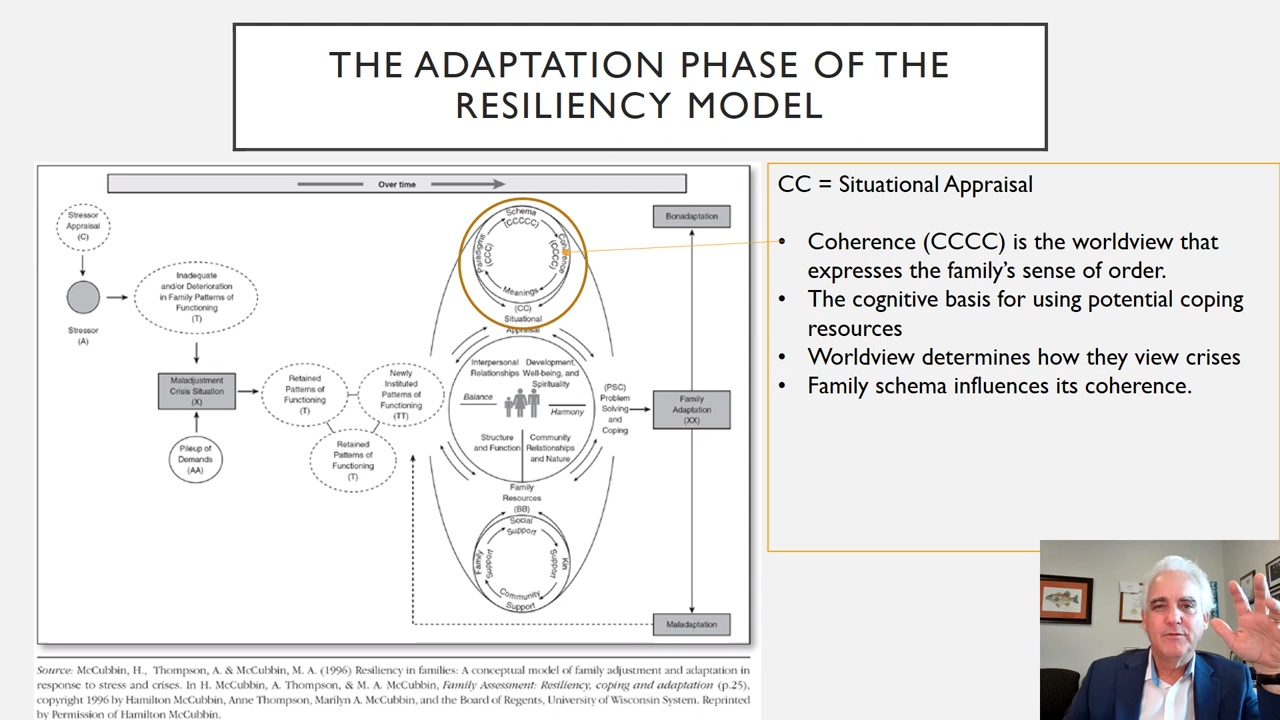 THE ADAPTATION PHASE OF THE
RESILIENCY MODEL
Over time
Stressor
Appraisal
(C)
Stressor
(A)
Inadequate
and/or Deterioration
in Family Patterns of
Functioning
(T)
Maladjustment
Crisis Situation
(X)
Pileup of
Demands
(AA)
Retained
Patterns of
Functioning
(T)
Newly
Instituted
Patterns of
Functioning
(TT)
Retained
Patterns of
Functioning
(T)
Schema
(CCCCC)
Paradigms
(CCC)
Coherence
(CCCC)
Meanings
(CC)
Situational
Appraisal
Interpersonal
Relationships
Development,
Well-being, and
Spirituality
Balance
Harmony
Structure
and Function
Community
Relationships
and Nature
(PSC)
Problem
Solving
and
Coping
Family
Resources
(BB)
Social
Support
Family
Support
Kin
Support
Community
Support
Bonadaptation
Family
Adaptation
(XX)
Maladaptation
Source: McCubbin, H., Thompson, A. & McCubbin, M. A. (1996) Resiliency in families: A conceptual model of family adjustment and adaptation in
response to stress and crises. In H. McCubbin, A. Thompson, & M. A. McCubbin, Family Assessment: Resiliency, coping and adaptation (p.25),
copyright 1996 by Hamilton McCubbin, Anne Thompson, Marilyn A. McCubbin, and the Board of Regents, University of Wisconsin System. Reprinted
by Permission of Hamilton McCubbin.
CC = Situational Appraisal
• Coherence (CCCC) is the worldview that
expresses the family's sense of order.
• The cognitive basis for using potential coping
resources
• Worldview determines how they view crises
• Family schema influences its coherence.